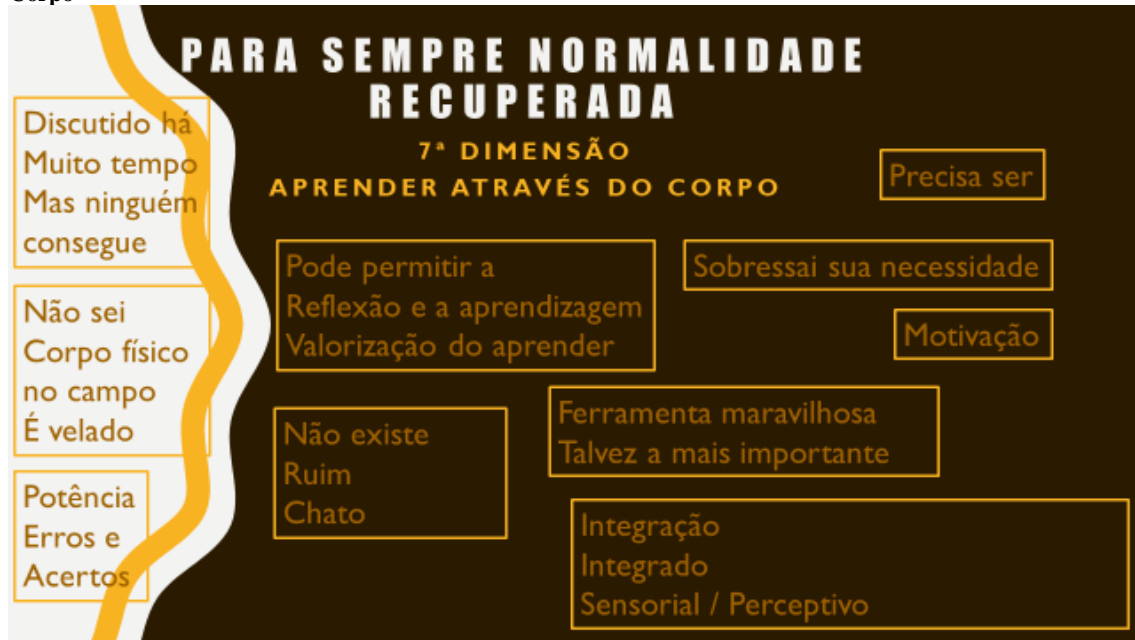 Corpo
PARA SEMPRE NORMALIDADE
RECUPERADA
7ª DIMENSÃO
APRENDER ATRAVÉS DO CORPO
Discutido há
Muito tempo
Mas ninguém
consegue
Precisa ser
Pode permitir a
Reflexão e a aprendizagem
Valorização do aprender
Sobressai sua necessidade
Não sei
Corpo físico
no campo
É velado
Motivação
Ferramenta maravilhosa
Talvez a mais importante
Não existe
Ruim
Chato
Potência
Erros e
Acertos
Integração
Integrado
Sensorial / Perceptivo